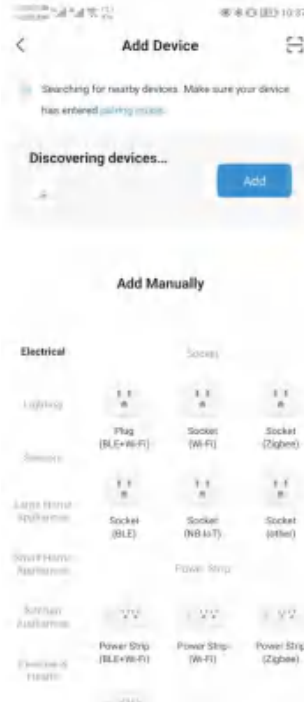 10:37
Add Device
Searching for nearby devices. Make sure your device
has entered pairing mode.
Discovering devices...
Add
Add Manually
Electrical
Socket
Lighting
Plug
(BLE+Wi-Fi)
Socket
(Wi-Fi)
Socket
(Zigbee)
Sensors
Large Home
Appliances
Socket
(BLE)
Socket
(NB-IoT)
Socket
(other)
Small Home
Appliances
Power Strip
Kitchen
Appliances
Power Strip
(BLE+Wi-Fi)
Power Strip
(Wi-Fi)
Power Strip
(Zigbee)
Exercise &
Health